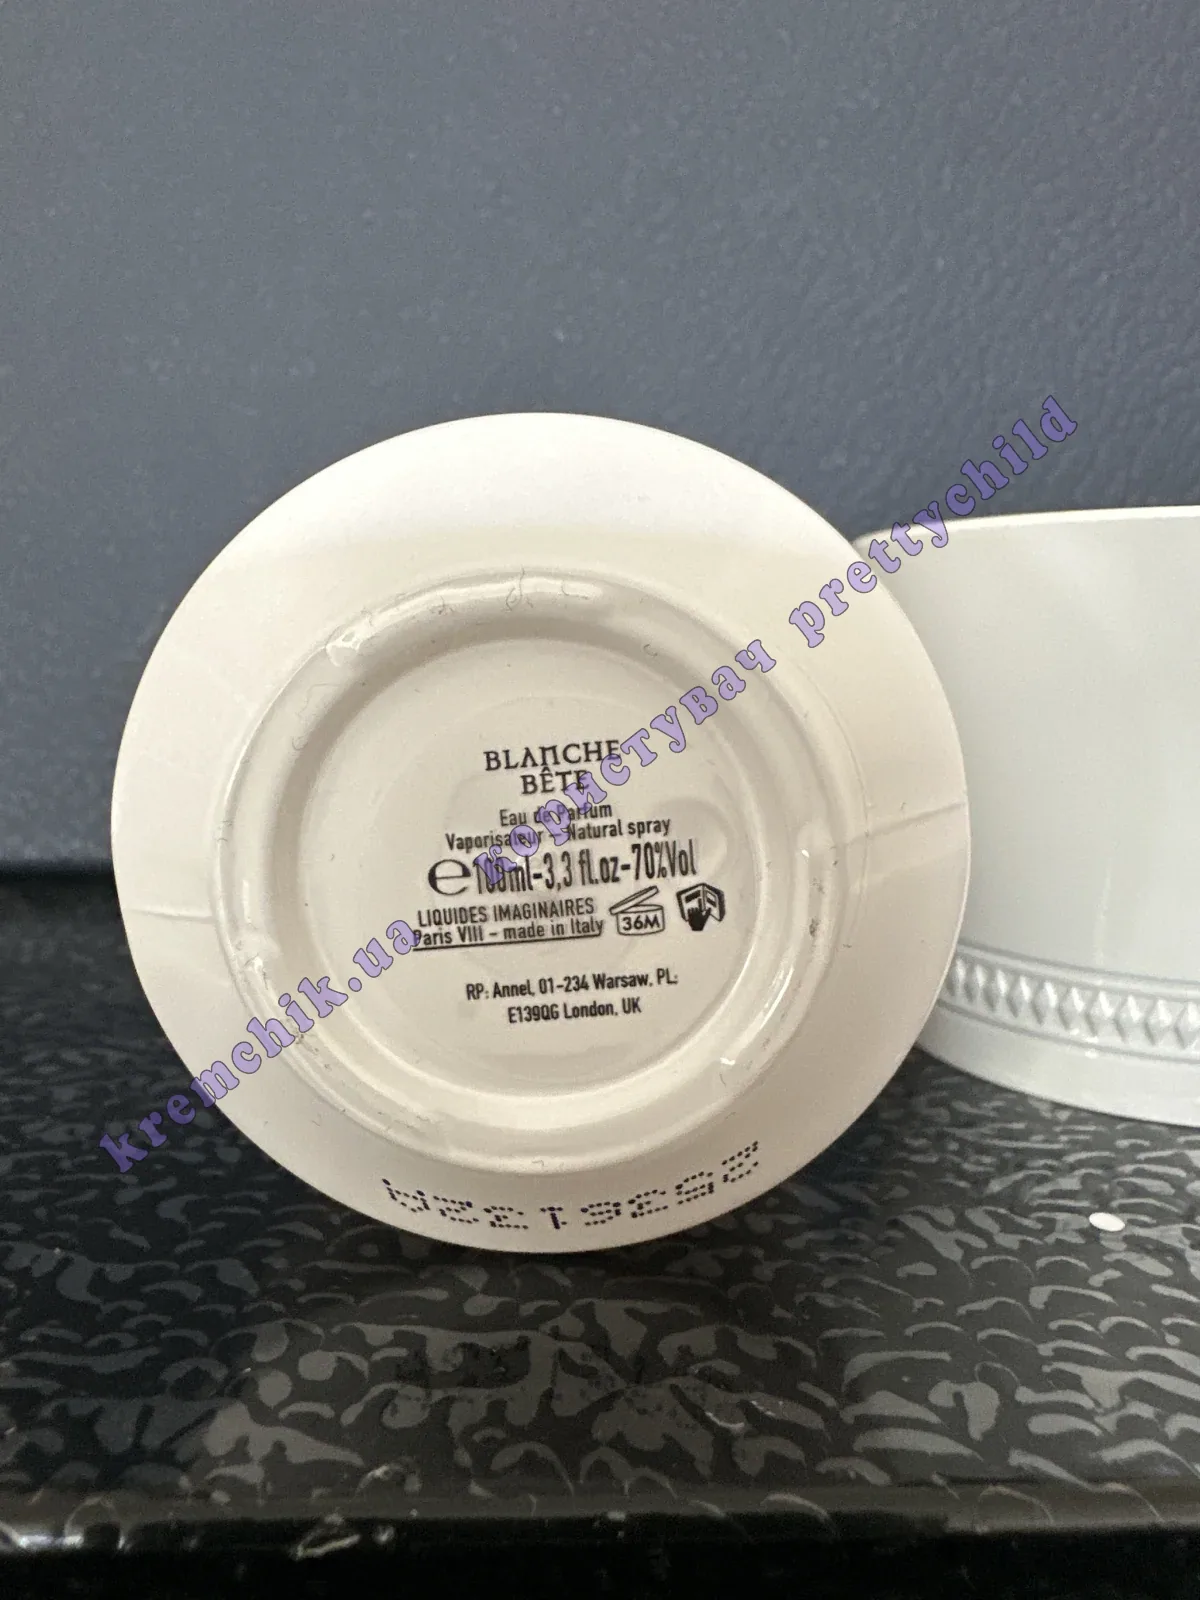 BLANCHE
BÊTE
Eau de Parfum
Vaporisateur – Natural spray
℮100ml-3,3 fl.oz-70%Vol
LIQUIDES IMAGINAIRES
Paris VIII – made in Italy
36M
RP: Annel, 01-234 Warsaw, PL:
E139QG London, UK
kremchik.ua користувач prettychild